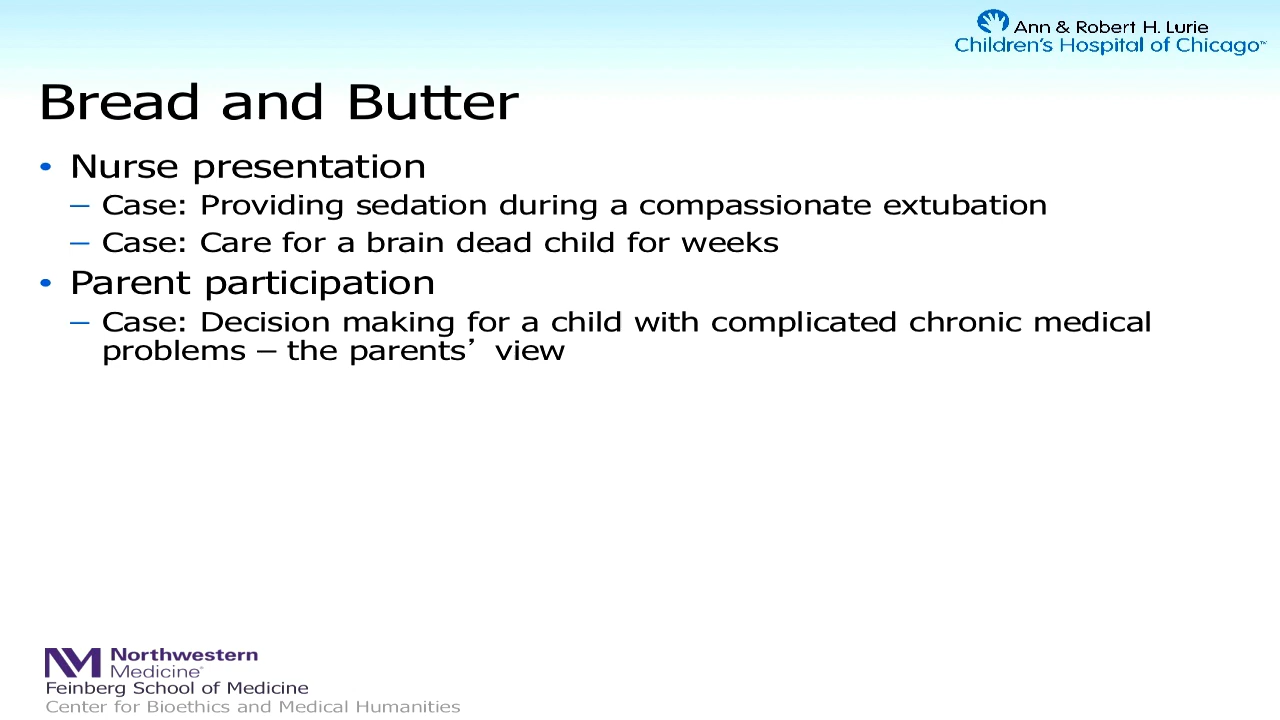 Ann & Robert H. Lurie
Children's Hospital of Chicago™
Bread and Butter
• Nurse presentation
– Case: Providing sedation during a compassionate extubation
– Case: Care for a brain dead child for weeks
• Parent participation
– Case: Decision making for a child with complicated chronic medical
problems – the parents’ view
NM Northwestern
Medicine®
Feinberg School of Medicine
Center for Bioethics and Medical Humanities